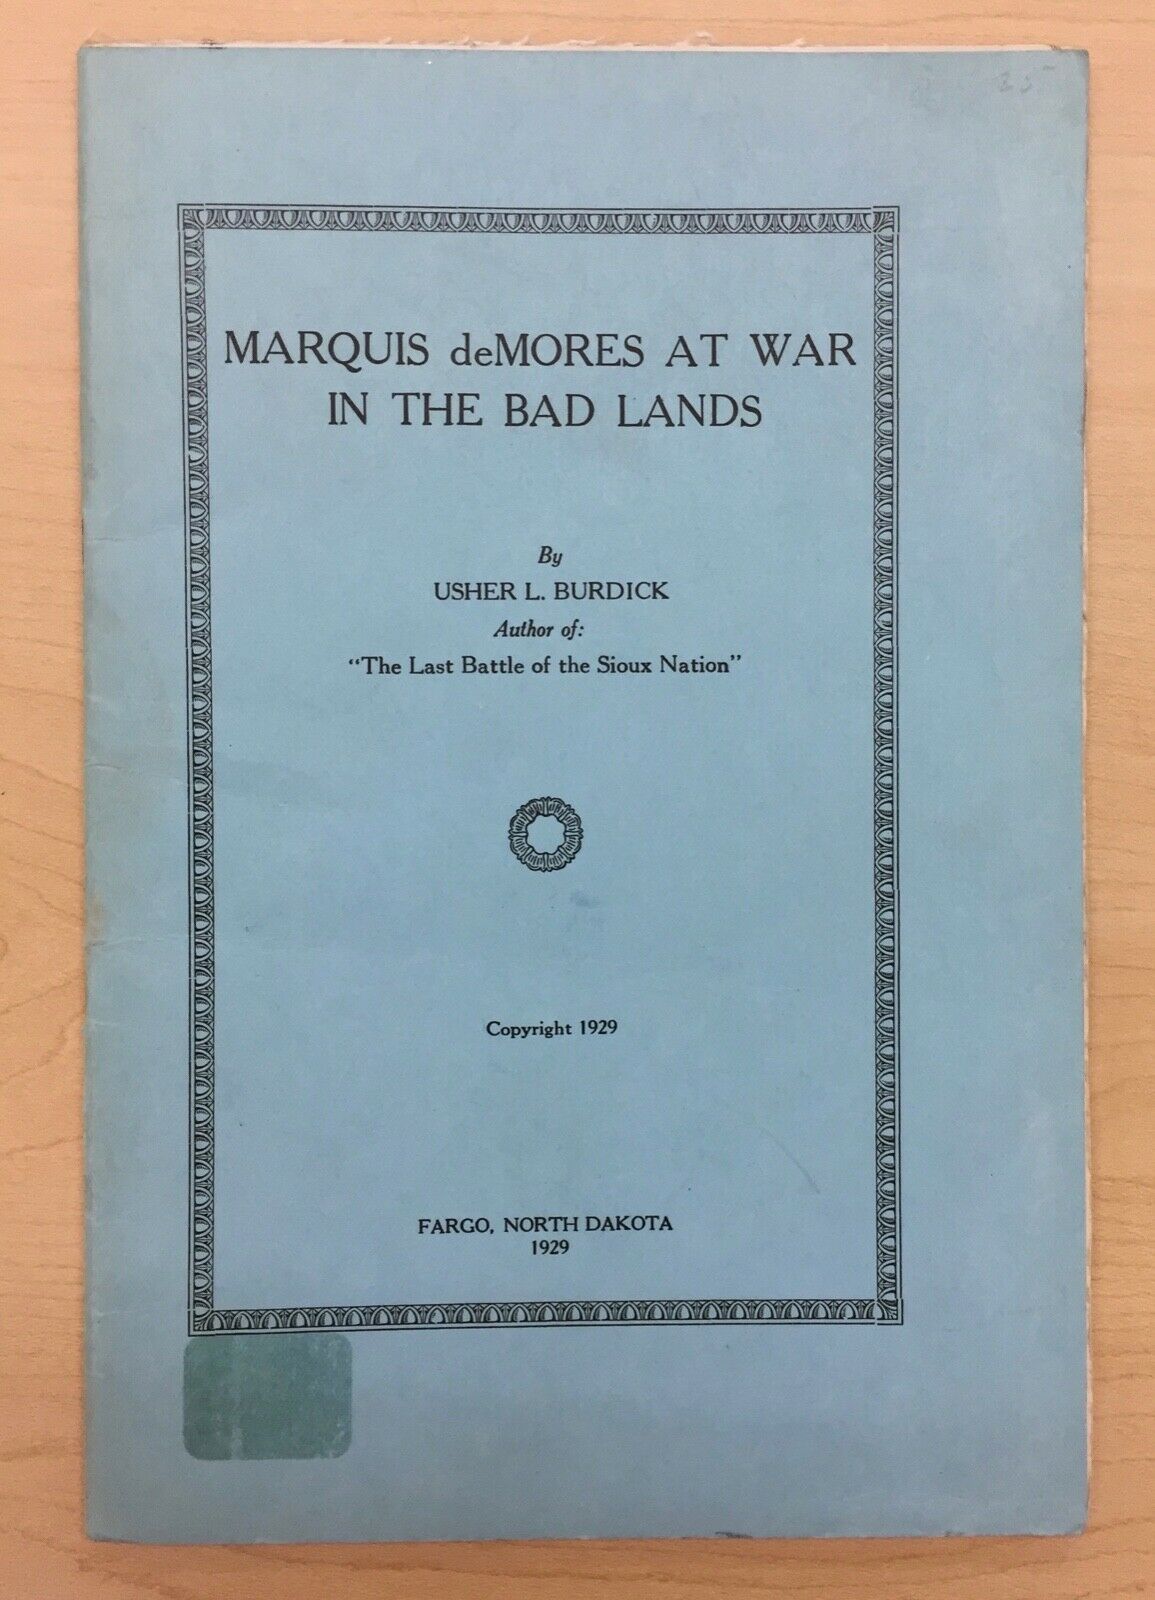 25
MARQUIS deMORES AT WAR
IN THE BAD LANDS
By
USHER L. BURDICK
Author of:
"The Last Battle of the Sioux Nation"
Copyright 1929
FARGO, NORTH DAKOTA
1929